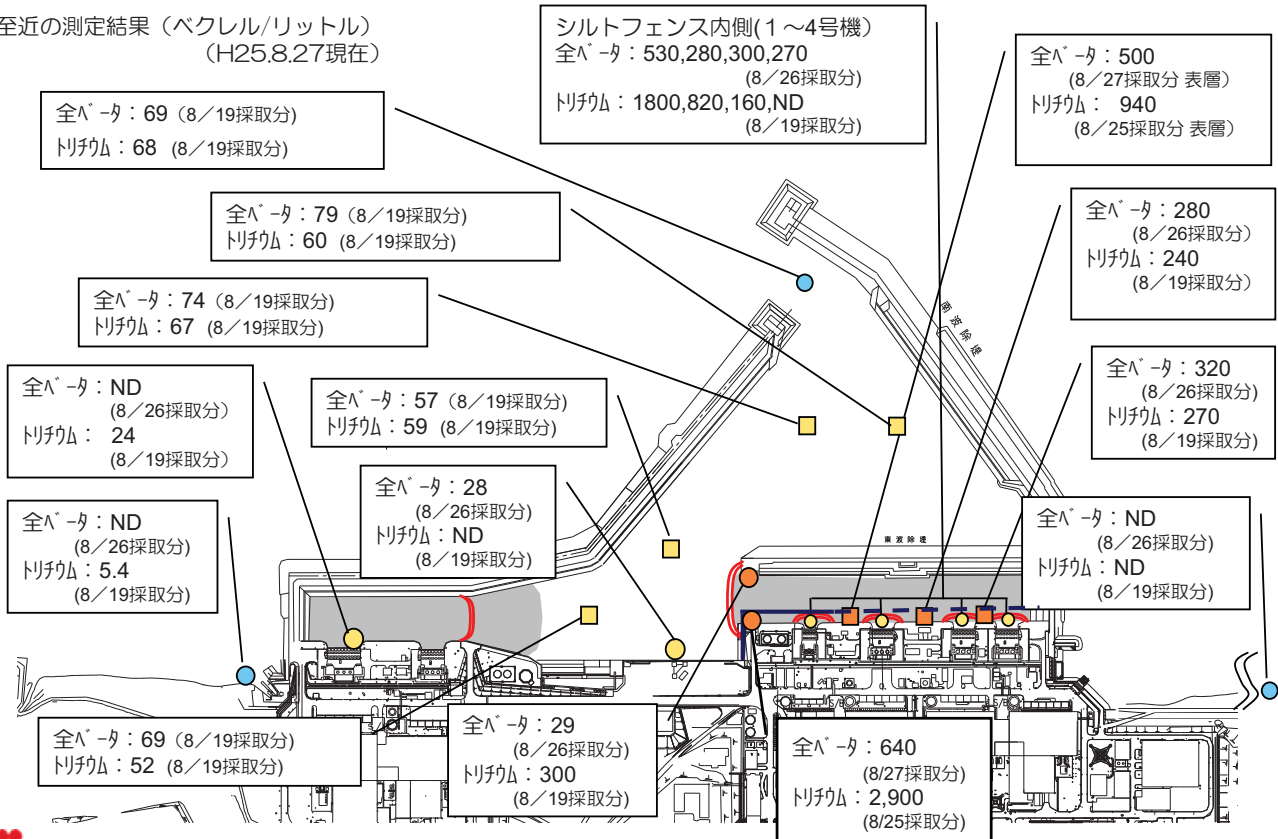 至近の測定結果（ベクレル/リットル）
（H25.8.27現在）
シルトフェンス内側(１～4号機）
全ﾍﾞｰﾀ：530,280,300,270
(8／26採取分)
ﾄﾘﾁｳﾑ：1800,820,160,ND
(8／19採取分)
全ﾍﾞｰﾀ：500
(8／27採取分 表層）
ﾄﾘﾁｳﾑ： 940
(8／25採取分 表層）
全ﾍﾞｰﾀ：69（8／19採取分)
ﾄﾘﾁｳﾑ：68 (8／19採取分)
全ﾍﾞｰﾀ：79（8／19採取分)
ﾄﾘﾁｳﾑ：60 (8／19採取分)
全ﾍﾞｰﾀ：280
(8／26採取分）
ﾄﾘﾁｳﾑ：240
(8／19採取分）
全ﾍﾞｰﾀ：74（8／19採取分)
ﾄﾘﾁｳﾑ：67 (8／19採取分)
南波除堤
全ﾍﾞｰﾀ：320
(8／26採取分)
ﾄﾘﾁｳﾑ：270
(8／19採取分)
全ﾍﾞｰﾀ：ND
(8／26採取分）
ﾄﾘﾁｳﾑ： 24
(8／19採取分）
全ﾍﾞｰﾀ：57（8／19採取分)
ﾄﾘﾁｳﾑ：59 (8／19採取分)
全ﾍﾞｰﾀ：28
(8／26採取分)
ﾄﾘﾁｳﾑ：ND
(8／19採取分)
全ﾍﾞｰﾀ：ND
(8／26採取分)
ﾄﾘﾁｳﾑ：5.4
(8／19採取分)
東波除堤
全ﾍﾞｰﾀ：ND
(8／26採取分)
ﾄﾘﾁｳﾑ：ND
(8／19採取分)
全ﾍﾞｰﾀ：69（8／19採取分)
ﾄﾘﾁｳﾑ：52 (8／19採取分)
全ﾍﾞｰﾀ：29
(8／26採取分)
ﾄﾘﾁｳﾑ：300
(8／19採取分)
全ﾍﾞｰﾀ：640
(8/27採取分)
ﾄﾘﾁｳﾑ：2,900
(8/25採取分)